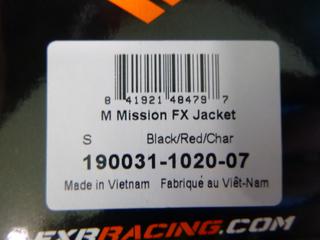 8 41921 48479 7
M Mission FX Jacket
S Black/Red/Char
190031-1020-07
Made in Vietnam Fabriqué au Viêt-Nam
FXRRACING.COM